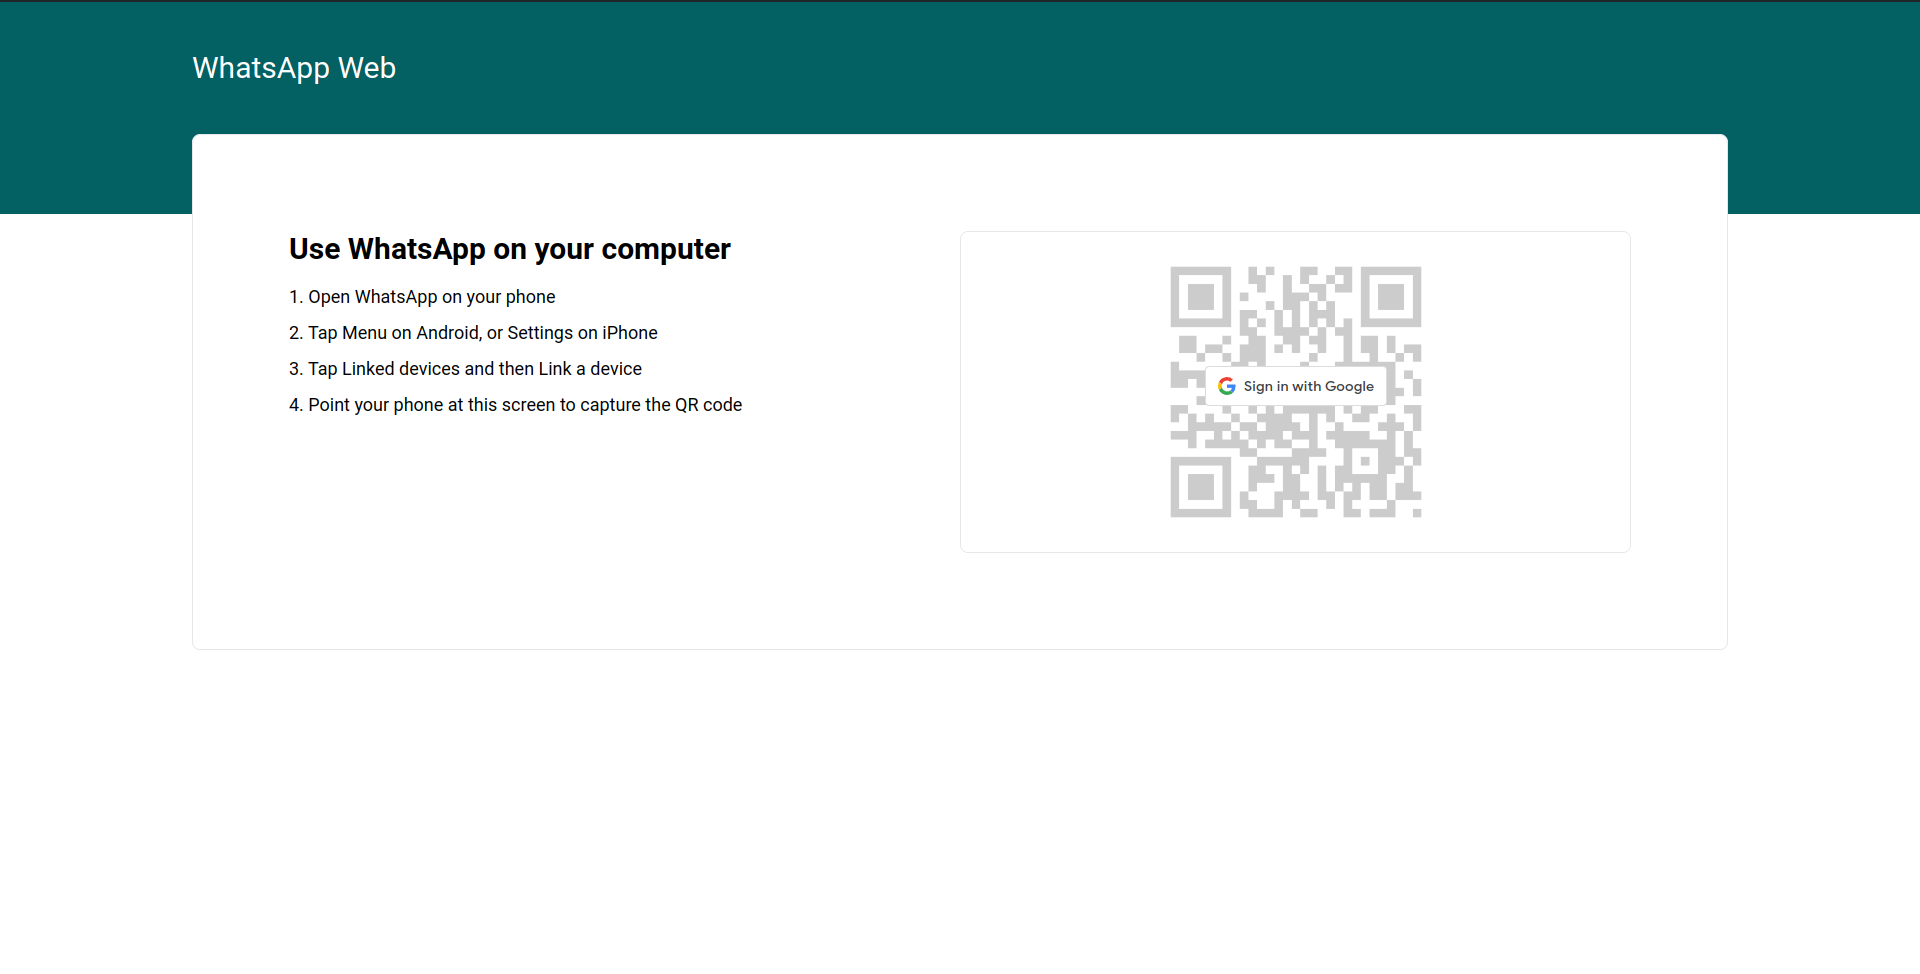 WhatsApp Web
Use WhatsApp on your computer
1. Open WhatsApp on your phone
2. Tap Menu on Android, or Settings on iPhone
3. Tap Linked devices and then Link a device
4. Point your phone at this screen to capture the QR code
Sign in with Google